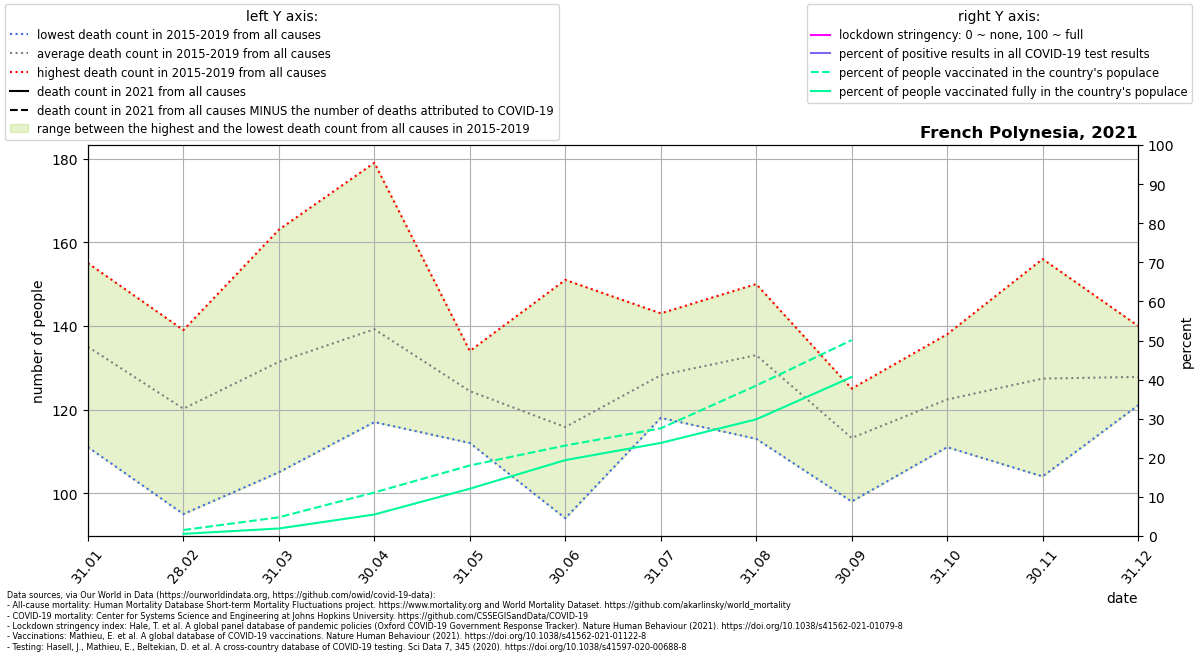 left Y axis:
lowest death count in 2015-2019 from all causes
average death count in 2015-2019 from all causes
highest death count in 2015-2019 from all causes
death count in 2021 from all causes
death count in 2021 from all causes MINUS the number of deaths attributed to COVID-19
range between the highest and the lowest death count from all causes in 2015-2019
right Y axis:
lockdown stringency: 0 ~ none, 100 ~ full
percent of positive results in all COVID-19 test results
percent of people vaccinated in the country's populace
percent of people vaccinated fully in the country's populace
French Polynesia, 2021
180
160
140
120
100
number of people
100
90
80
70
60
50
40
30
20
10
0
percent
31.01
28.02
31.03
30.04
31.05
30.06
31.07
31.08
30.09
31.10
30.11
31.12
date
Data sources, via Our World in Data (https://ourworldindata.org, https://github.com/owid/covid-19-data):
- All-cause mortality: Human Mortality Database Short-term Mortality Fluctuations project. https://www.mortality.org and World Mortality Dataset. https://github.com/akarlinsky/world_mortality
- COVID-19 mortality: Center for Systems Science and Engineering at Johns Hopkins University. https://github.com/CSSEGISandData/COVID-19
- Lockdown stringency index: Hale, T. et al. A global panel database of pandemic policies (Oxford COVID-19 Government Response Tracker). Nature Human Behaviour (2021). https://doi.org/10.1038/s41562-021-01079-8
- Vaccinations: Mathieu, E. et al. A global database of COVID-19 vaccinations. Nature Human Behaviour (2021). https://doi.org/10.1038/s41562-021-01122-8
- Testing: Hasell, J., Mathieu, E., Beltekian, D. et al. A cross-country database of COVID-19 testing. Sci Data 7, 345 (2020). https://doi.org/10.1038/s41597-020-00688-8